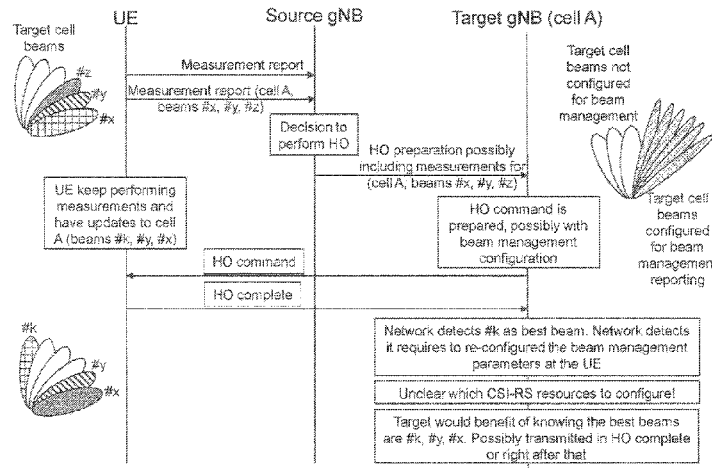 UE
Source gNB
Target gNB (cell A)
Target cell
beams
#z
#y
#x
Measurement report
Measurement report (cell A,
beams #x, #y, #z)
Decision to
perform HO
HO preparation possibly
including measurements for
(cell A, beams #x, #y, #z)
Target cell
beams not
configured
for beam
management
UE keep performing
measurements and
have updates to cell
A (beams #k, #y, #x)
HO command is
prepared, possibly with
beam management
configuration
Target cell
beams
configured
for beam
management
reporting
HO command
HO complete
#k
#y
#x
Network detects #k as best beam. Network detects
it requires to re-configured the beam management
parameters at the UE
Unclear which CSI-RS resources to configure!
Target would benefit of knowing the best beams
are #k, #y, #x. Possibly transmitted in HO complete
or right after that